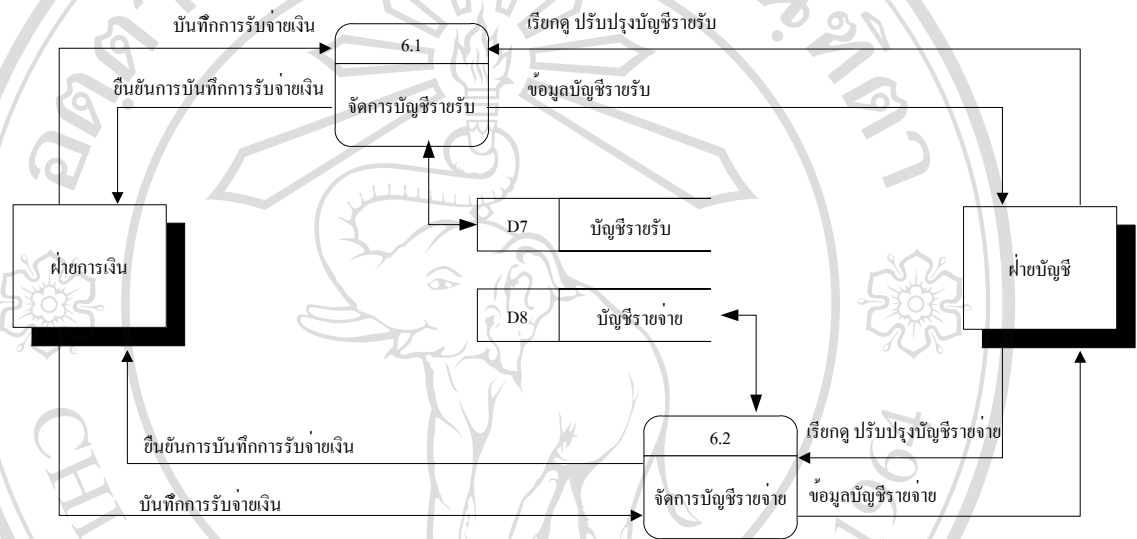 บันทึกการรับจ่ายเงิน
เรียกดู ปรับปรุงบัญชีรายรับ
6.1
ยืนยันการบันทึกการรับจ่ายเงิน
จัดการบัญชีรายรับ
ข้อมูลบัญชีรายรับ
D7
บัญชีรายรับ
ฝ่ายการเงิน
ฝ่ายบัญชี
D8
บัญชีรายจ่าย
6.2
เรียกดู ปรับปรุงบัญชีรายจ่าย
ยืนยันการบันทึกการรับจ่ายเงิน
จัดการบัญชีรายจ่าย
ข้อมูลบัญชีรายจ่าย
บันทึกการรับจ่ายเงิน
CHI
1964